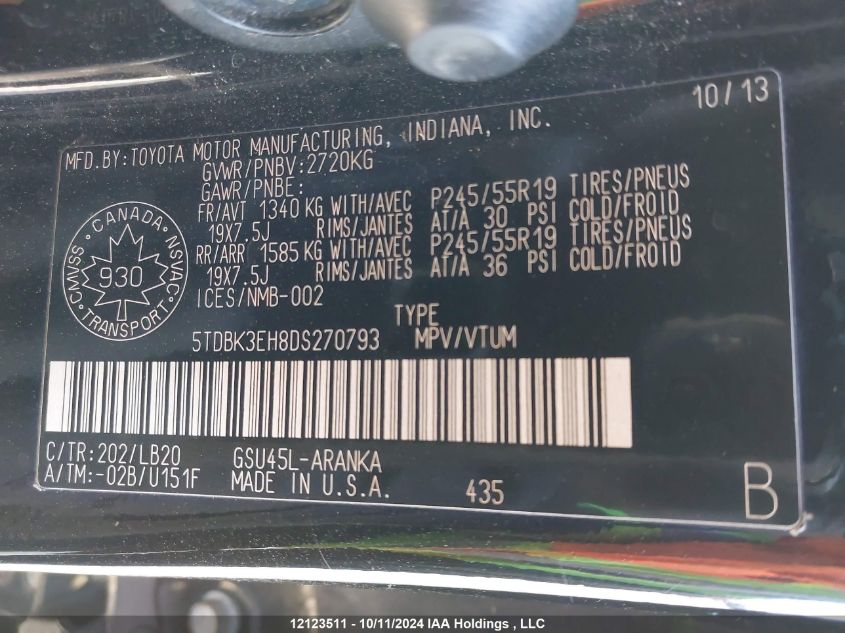 10/13
MFD.BY:TOYOTA MOTOR MANUFACTURING, INDIANA, INC.
GVWR/PNBV:2720KG
GAWR/PNBE:
FR/AVT 1340 KG WITH/AVEC P245/55R19 TIRES/PNEUS
19X7.5J RIMS/JANTES AT/A 30 PSI COLD/FROID
RR/ARR 1585 KG WITH/AVEC P245/55R19 TIRES/PNEUS
19X7.5J RIMS/JANTES AT/A 36 PSI COLD/FROID
ICES/NMB-002
CMVSS · CANADA · NSVAC · TRANSPORT ·
930
TYPE
5TDBK3EH8DS270793 MPV/VTUM
C/TR:202/LB20 GSU45L-ARANKA
A/TM:-02B/U151F MADE IN U.S.A. 435 B
12123511 - 10/11/2024 IAA Holdings , LLC